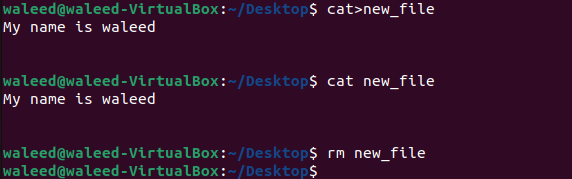 waleed@waleed-VirtualBox:~/Desktop$ cat>new_file
My name is waleed
waleed@waleed-VirtualBox:~/Desktop$ cat new_file
My name is waleed
waleed@waleed-VirtualBox:~/Desktop$ rm new_file
waleed@waleed-VirtualBox:~/Desktop$